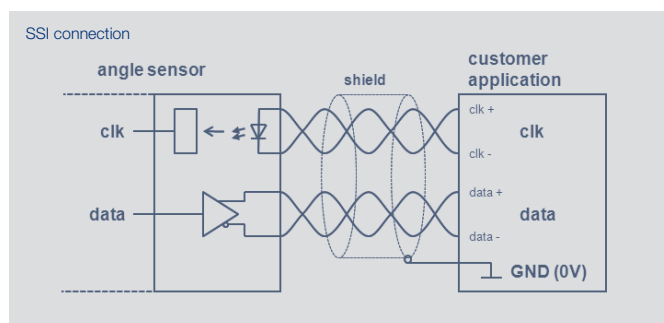 SSI connection
angle sensor
shield
customer
application
clk
clk +
clk
clk -
data
data +
data
data -
GND (0V)